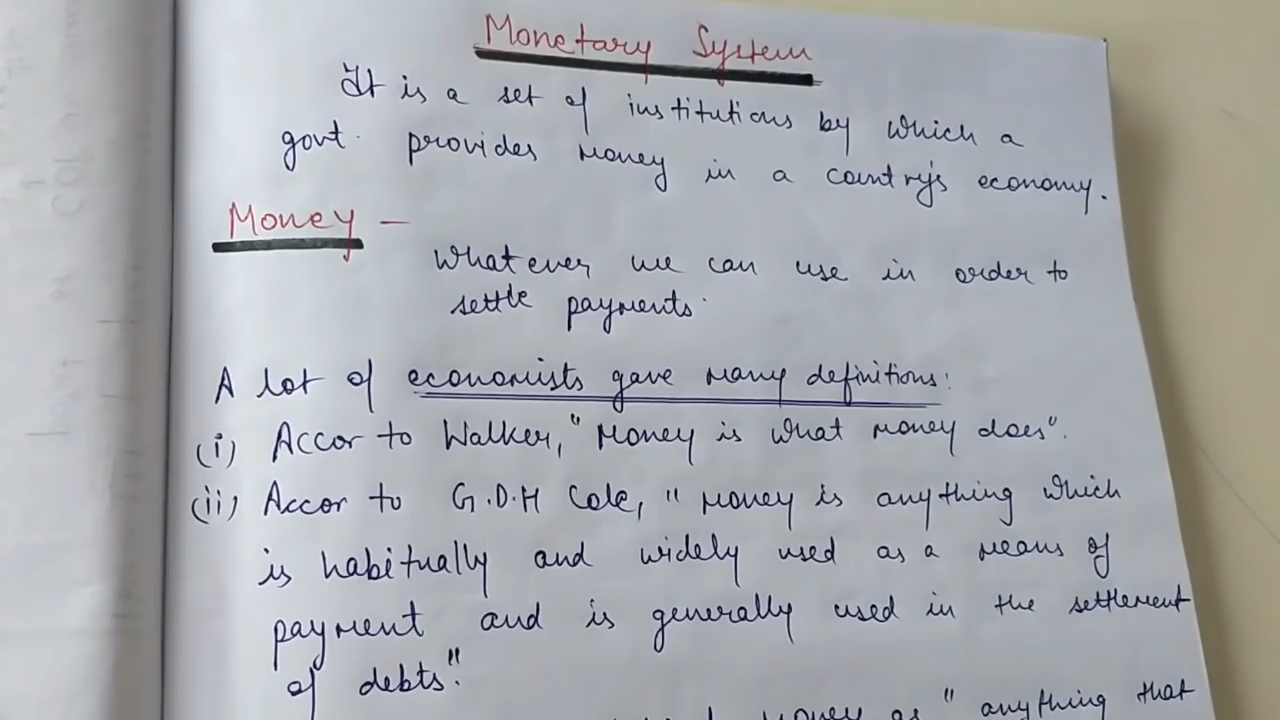 Monetary System
It is a set of institutions by which a
govt. provides money in a country's economy.
Money —
Whatever we can use in order to
settle payments.
A lot of economists gave many definitions:
(i) Accor to Walker, "Money is what money does".
(ii) Accor to G.D.H Cole, "Money is anything which
is habitually and widely used as a means of
payment and is generally used in the settlement
of debts."
money as "anything that